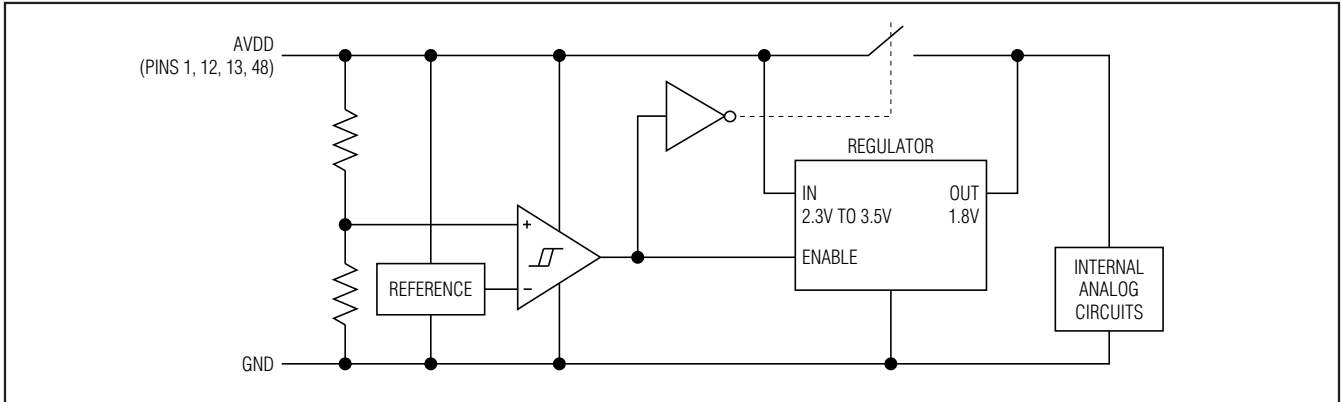 AVDD
(PINS 1, 12, 13, 48)
REGULATOR
IN
2.3V TO 3.5V
OUT
1.8V
ENABLE
+
−
REFERENCE
INTERNAL
ANALOG
CIRCUITS
GND